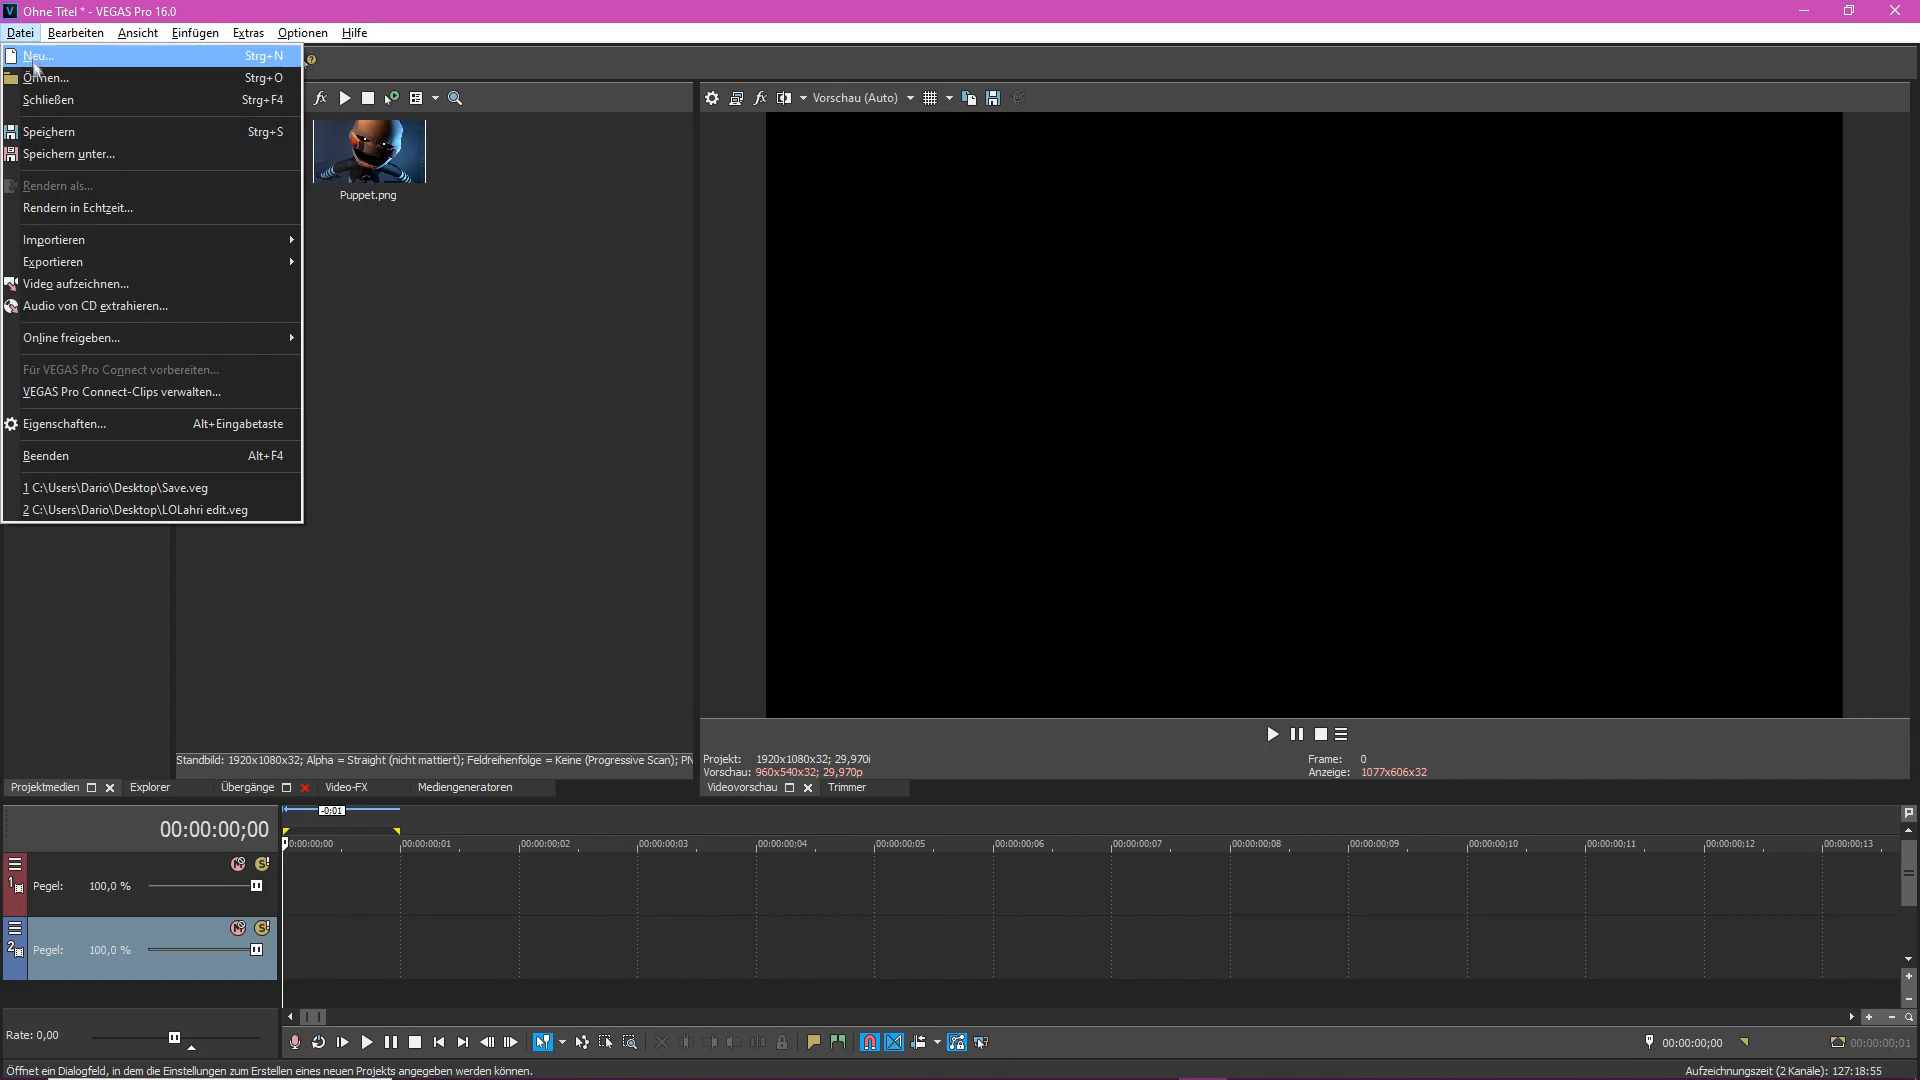 Ohne Titel * - VEGAS Pro 16.0
Datei Bearbeiten Ansicht Einfügen Extras Optionen Hilfe
Neu... Strg+N
Öffnen... Strg+O
Schließen Strg+F4
Speichern Strg+S
Speichern unter...
Rendern als...
Rendern in Echtzeit...
Importieren
Exportieren
Video aufzeichnen...
Audio von CD extrahieren...
Online freigeben...
Für VEGAS Pro Connect vorbereiten...
VEGAS Pro Connect-Clips verwalten...
Eigenschaften... Alt+Eingabetaste
Beenden Alt+F4
1 C:\Users\Dario\Desktop\Save.veg
2 C:\Users\Dario\Desktop\LOLahri edit.veg
Puppet.png
Vorschau (Auto)
Standbild: 1920x1080x32; Alpha = Straight (nicht mattiert); Feldreihenfolge = Keine (Progressive Scan); PN
Projekt: 1920x1080x32; 29,970i
Vorschau: 960x540x32; 29,970p
Frame: 0
Anzeige: 1077x606x32
Projektmedien Explorer Übergänge Video-FX Mediengeneratoren
Videovorschau Trimmer
00:00:00;00
-0:01
0:00:00;00 00:00:00;01 00:00:00;02 00:00:00;03 00:00:00;04 00:00:00;05 00:00:00;06 00:00:00;07 00:00:00;08 00:00:00;09 00:00:00;10 00:00:00;11 00:00:00;12 00:00:00;13
1
Pegel: 100,0 %
2
Pegel: 100,0 %
Rate: 0,00
00:00:00;00
00:00:00;01
Öffnet ein Dialogfeld, in dem die Einstellungen zum Erstellen eines neuen Projekts angegeben werden können.
Aufzeichnungszeit (2 Kanäle): 127:18:55